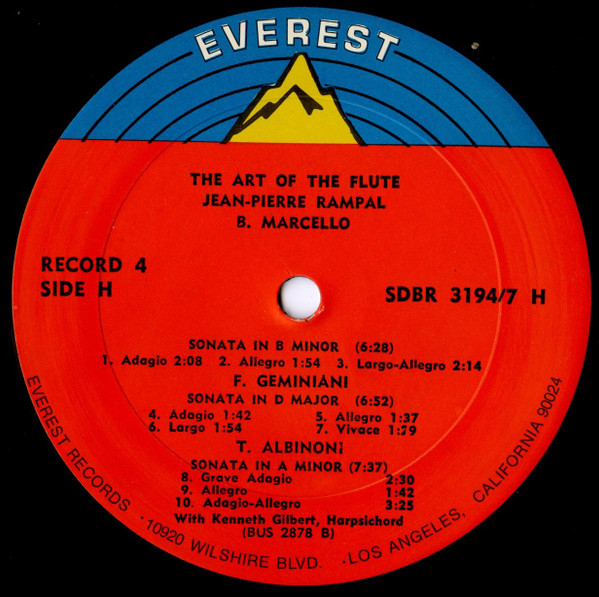 EVEREST
THE ART OF THE FLUTE
JEAN-PIERRE RAMPAL
B. MARCELLO
RECORD 4
SIDE H
SDBR 3194/7 H
SONATA IN B MINOR (6:28)
1. Adagio 2:08 2. Allegro 1:54 3. Largo-Allegro 2:14
F. GEMINIANI
SONATA IN D MAJOR (6:52)
4. Adagio 1:42 5. Allegro 1:37
6. Largo 1:54 7. Vivace 1:29
T. ALBINONI
SONATA IN A MINOR (7:37)
8. Grave Adagio 2:30
9. Allegro 1:42
10. Adagio-Allegro 3:25
With Kenneth Gilbert, Harpsichord
(BUS 2878 B)
EVEREST RECORDS · 10920 WILSHIRE BLVD. · LOS ANGELES, CALIFORNIA 90024